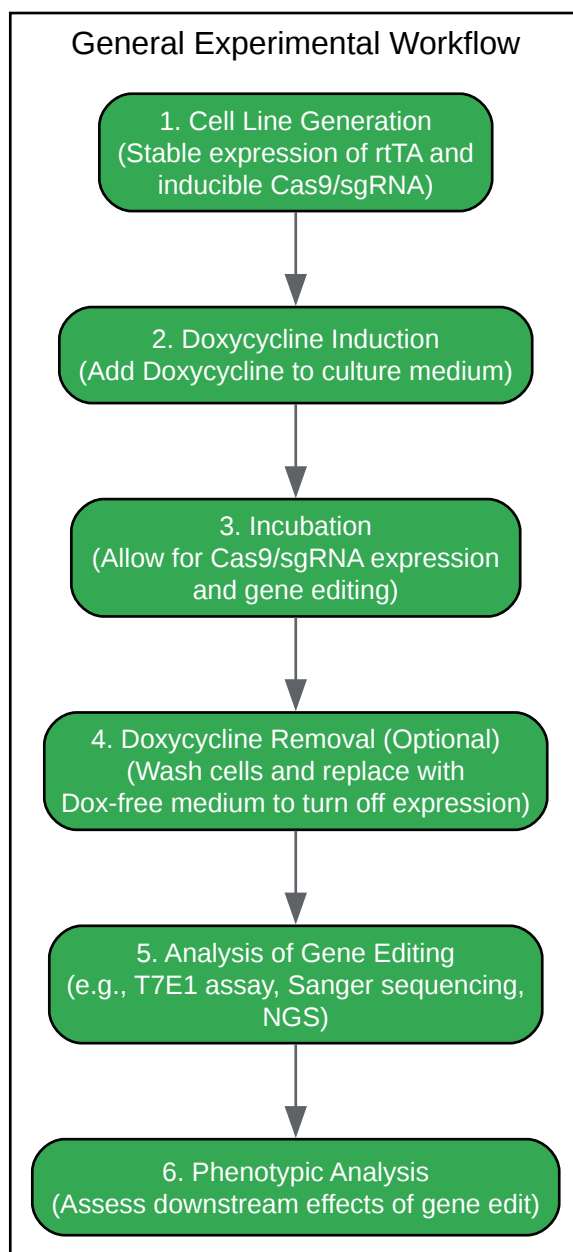 General Experimental Workflow
1. Cell Line Generation
(Stable expression of rtTA and
inducible Cas9/sgRNA)
2. Doxycycline Induction
(Add Doxycycline to culture medium)
3. Incubation
(Allow for Cas9/sgRNA expression
and gene editing)
4. Doxycycline Removal (Optional)
(Wash cells and replace with
Dox-free medium to turn off expression)
5. Analysis of Gene Editing
(e.g., T7E1 assay, Sanger sequencing,
NGS)
6. Phenotypic Analysis
(Assess downstream effects of gene edit)